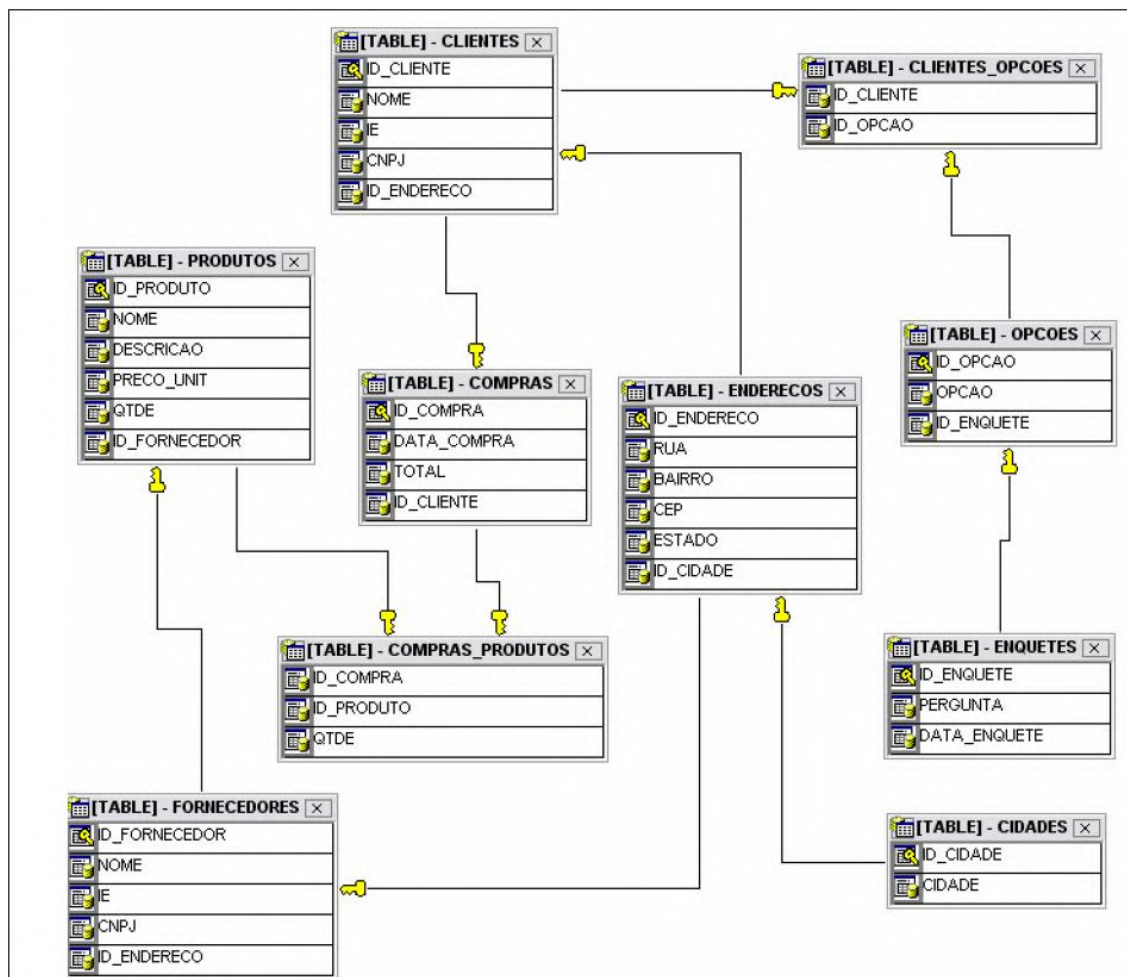 [TABLE] - CLIENTES
ID_CLIENTE
NOME
IE
CNPJ
ID_ENDERECO
[TABLE] - CLIENTES_OPCOES
ID_CLIENTE
ID_OPCAO
[TABLE] - PRODUTOS
ID_PRODUTO
NOME
DESCRICAO
PRECO_UNIT
QTDE
ID_FORNECEDOR
[TABLE] - COMPRAS
ID_COMPRA
DATA_COMPRA
TOTAL
ID_CLIENTE
[TABLE] - ENDERECOS
ID_ENDERECO
RUA
BAIRRO
CEP
ESTADO
ID_CIDADE
[TABLE] - OPCOES
ID_OPCAO
OPCAO
ID_ENQUETE
[TABLE] - COMPRAS_PRODUTOS
ID_COMPRA
ID_PRODUTO
QTDE
[TABLE] - ENQUETES
ID_ENQUETE
PERGUNTA
DATA_ENQUETE
[TABLE] - FORNECEDORES
ID_FORNECEDOR
NOME
IE
CNPJ
ID_ENDERECO
[TABLE] - CIDADES
ID_CIDADE
CIDADE